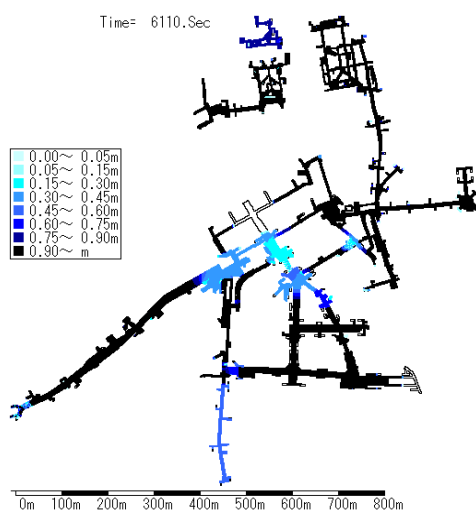 Time= 6110.Sec
0.00～ 0.05m
0.05～ 0.15m
0.15～ 0.30m
0.30～ 0.45m
0.45～ 0.60m
0.60～ 0.75m
0.75～ 0.90m
0.90～ m
0m 100m 200m 300m 400m 500m 600m 700m 800m